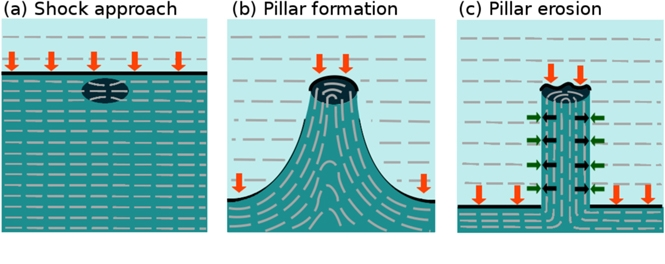 (a) Shock approach
(b) Pillar formation
(c) Pillar erosion